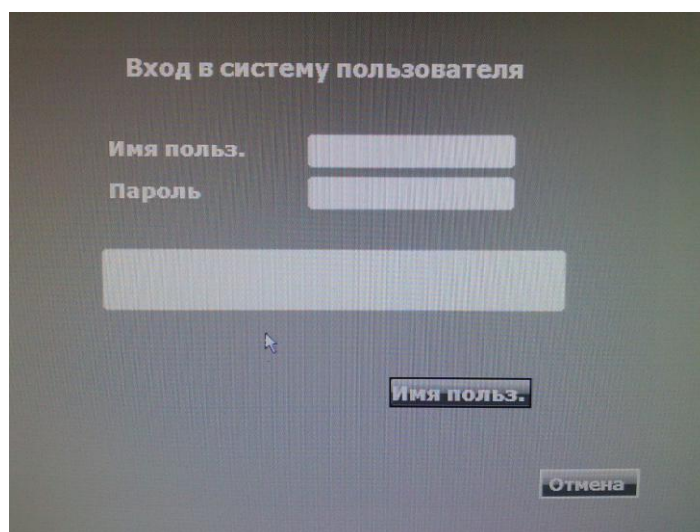 Вход в систему пользователя
Имя польз.
Пароль
Имя польз.
Отмена